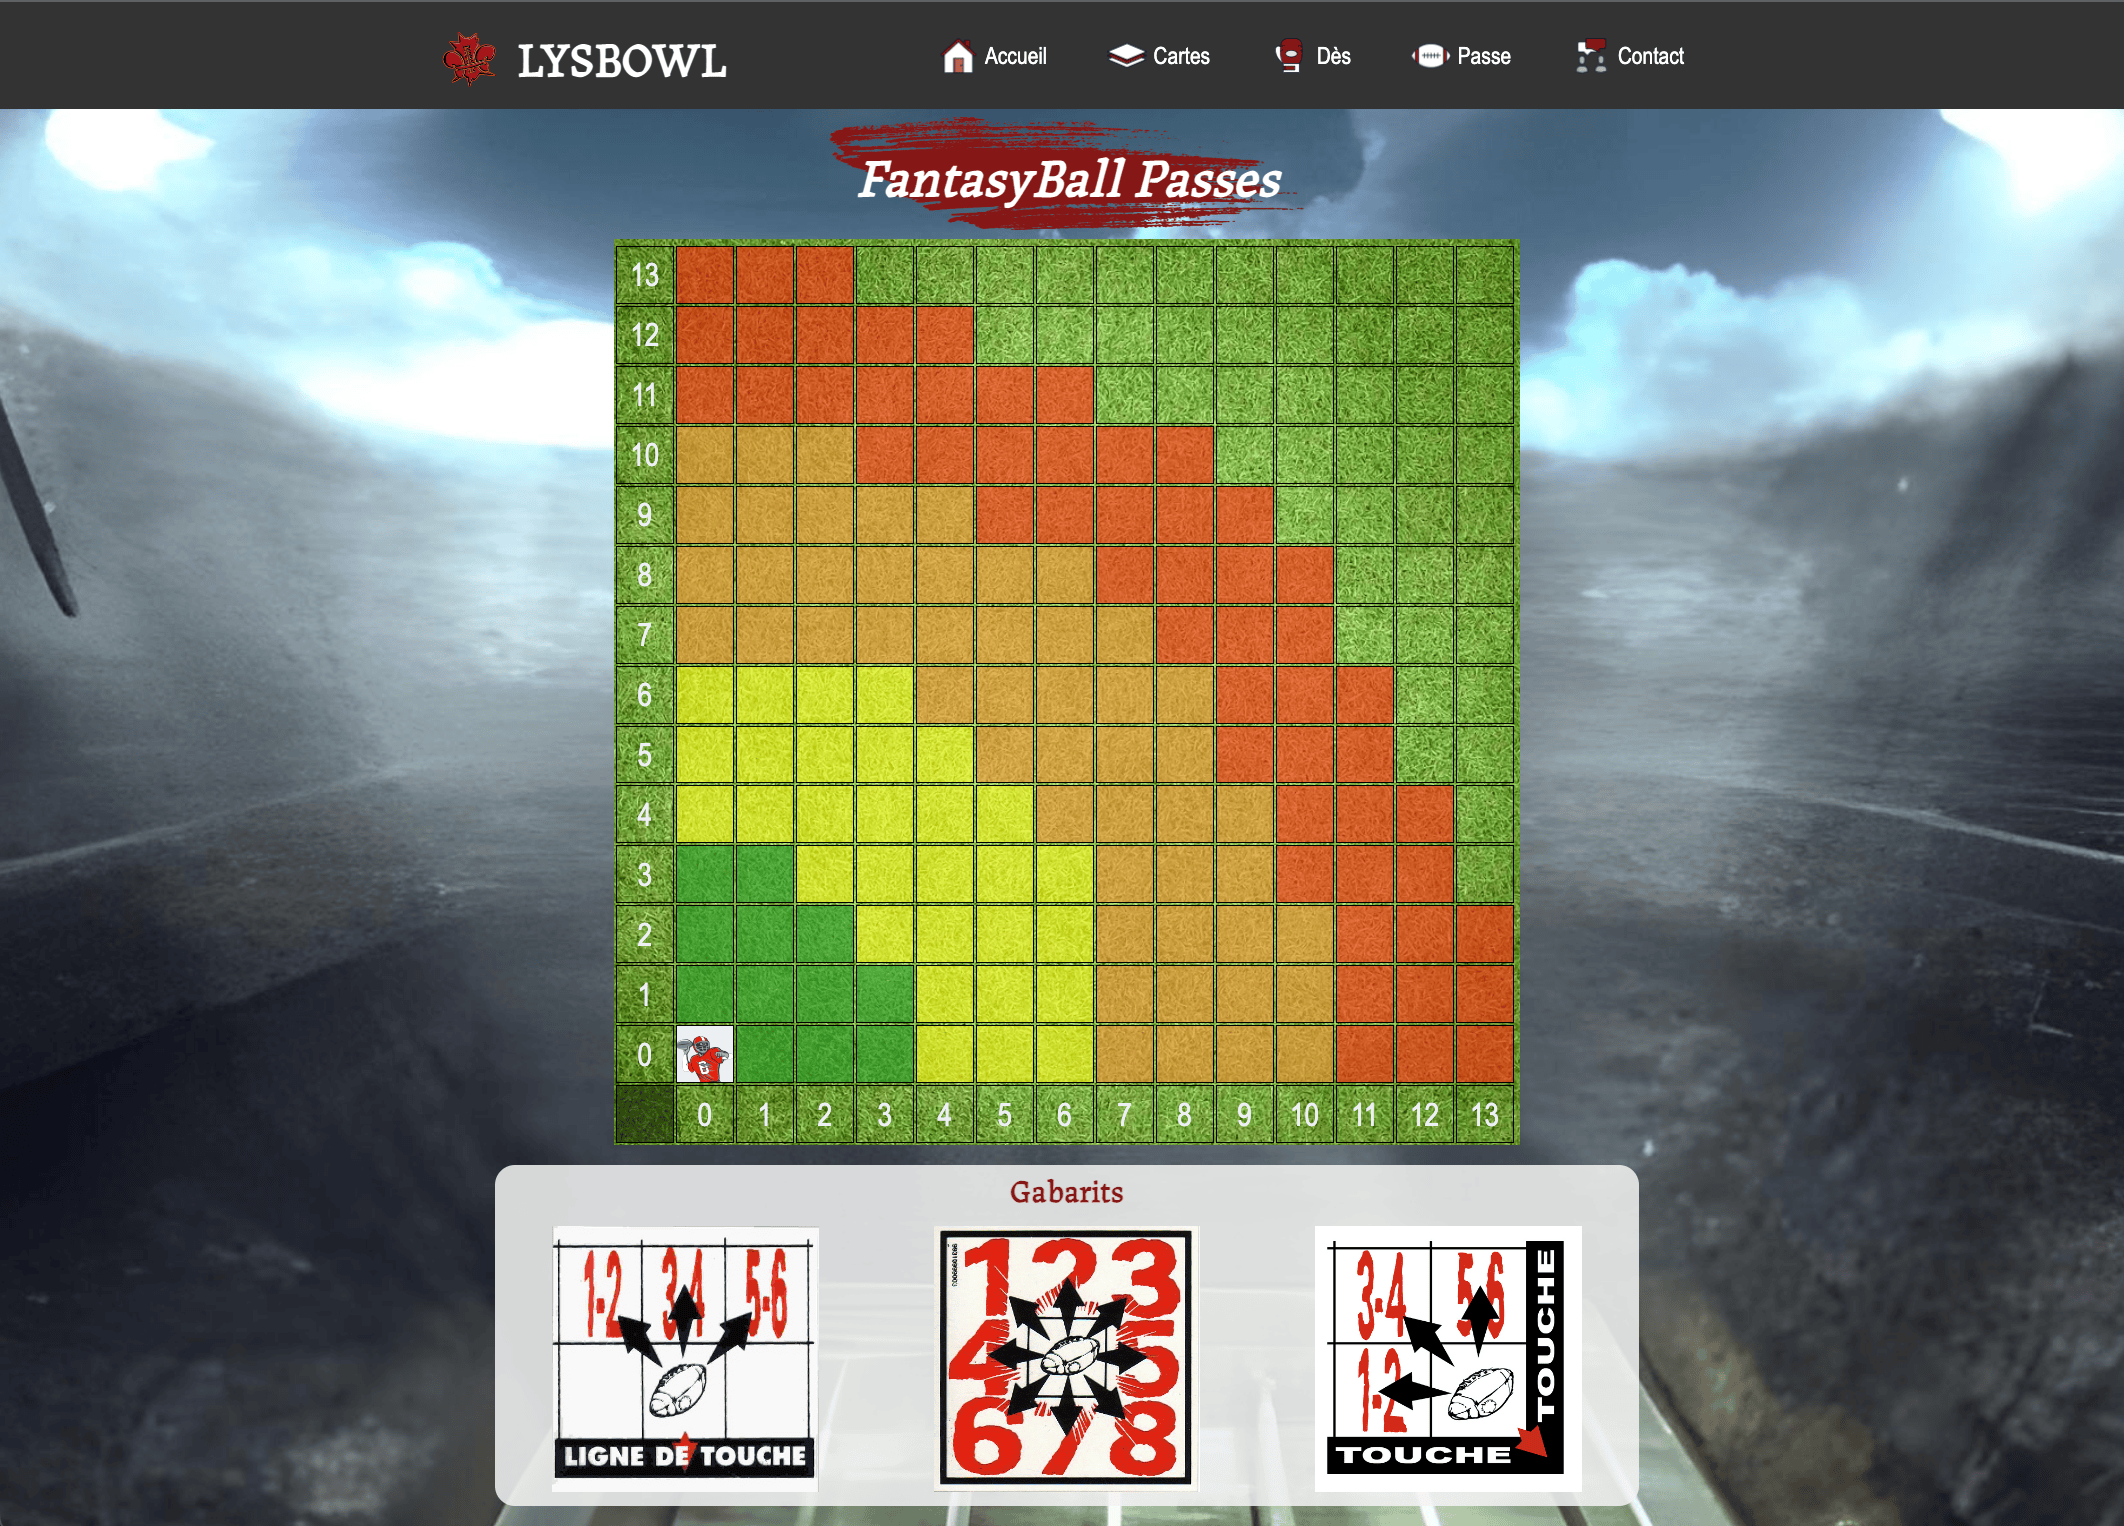 LYSBOWL
Accueil
Cartes
Dès
Passe
Contact
FantasyBall Passes
13
12
11
10
9
8
7
6
5
4
3
2
1
0
0 1 2 3 4 5 6 7 8 9 10 11 12 13
Gabarits
1-2 3-4 5-6
LIGNE DE TOUCHE
1 2 3
4 5
6 7 8
3-4 5-6
1-2
TOUCHE
TOUCHE